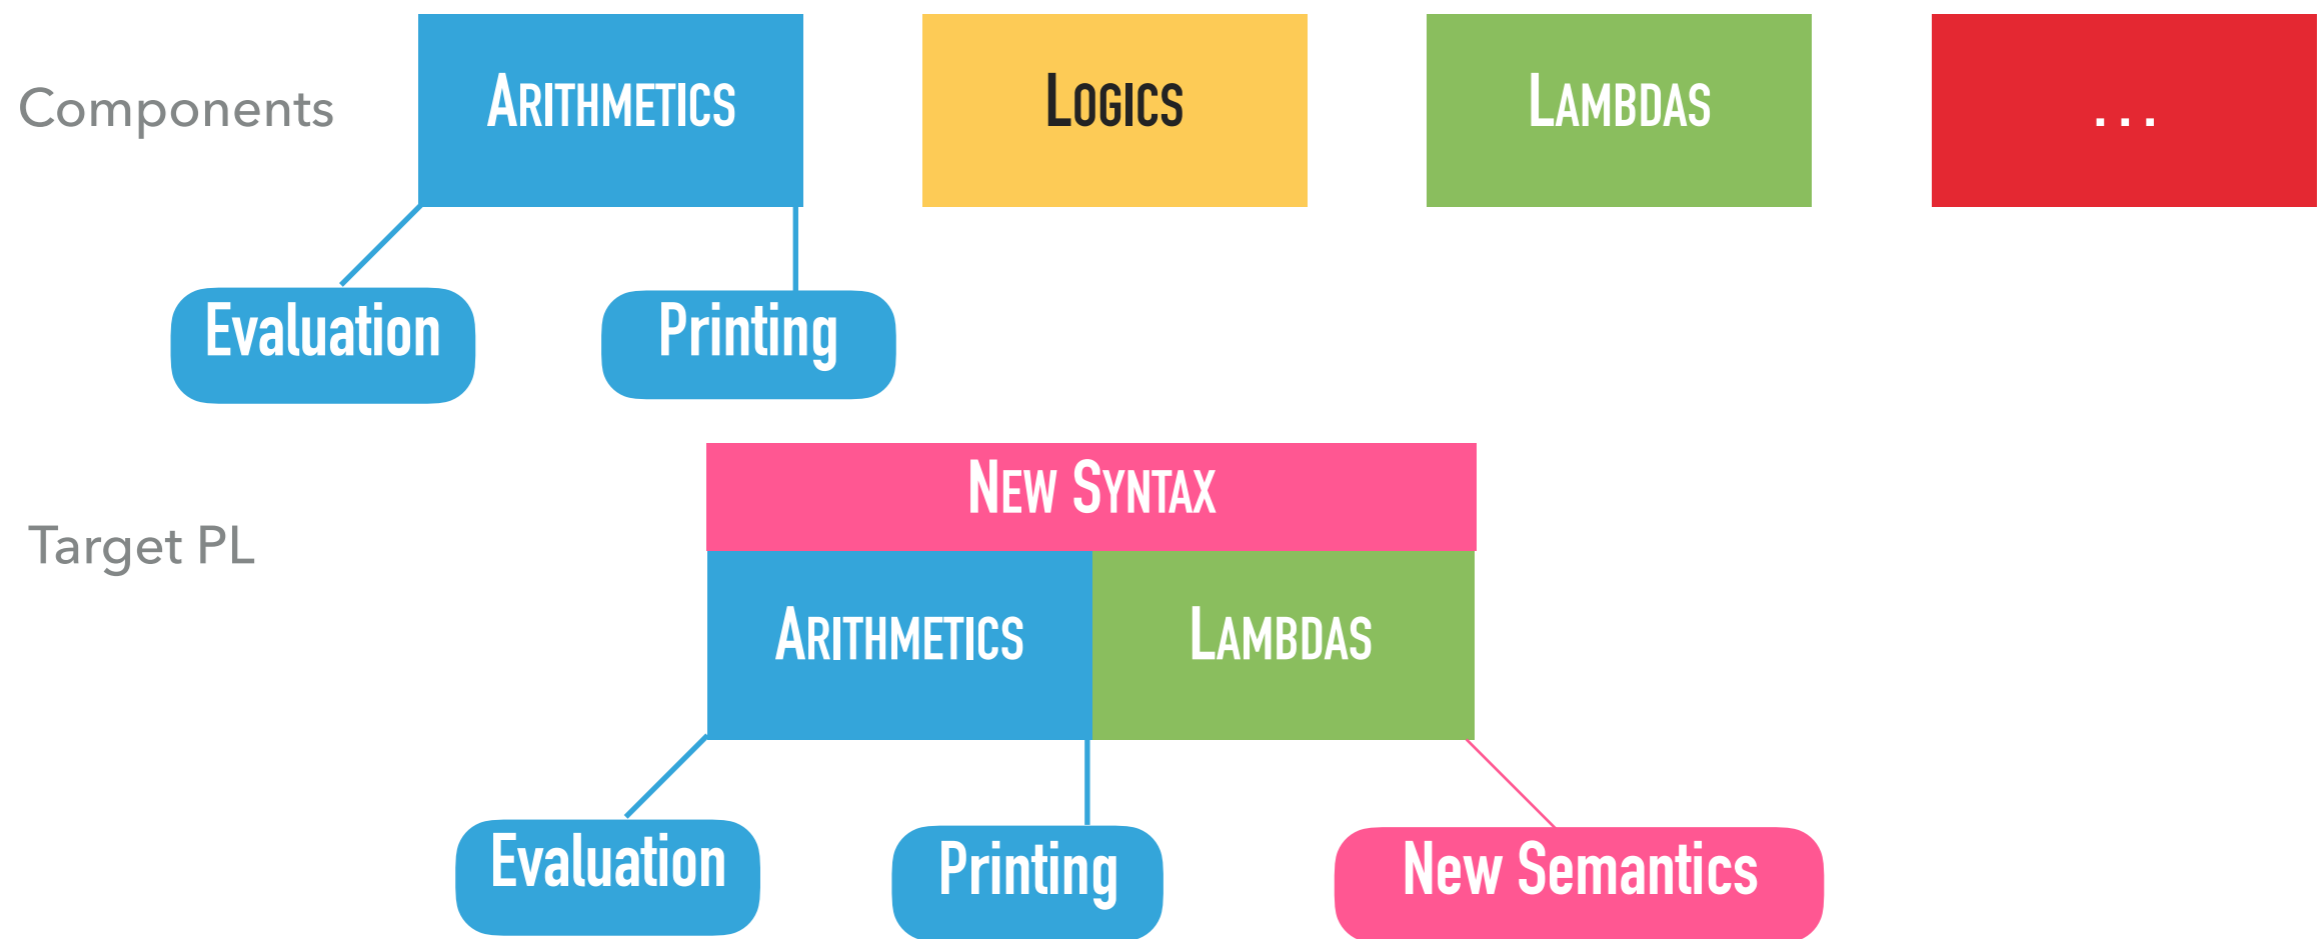 Components
ARITHMETICS
LOGICS
LAMBDAS
...
Evaluation
Printing
NEW SYNTAX
Target PL
ARITHMETICS
LAMBDAS
Evaluation
Printing
New Semantics